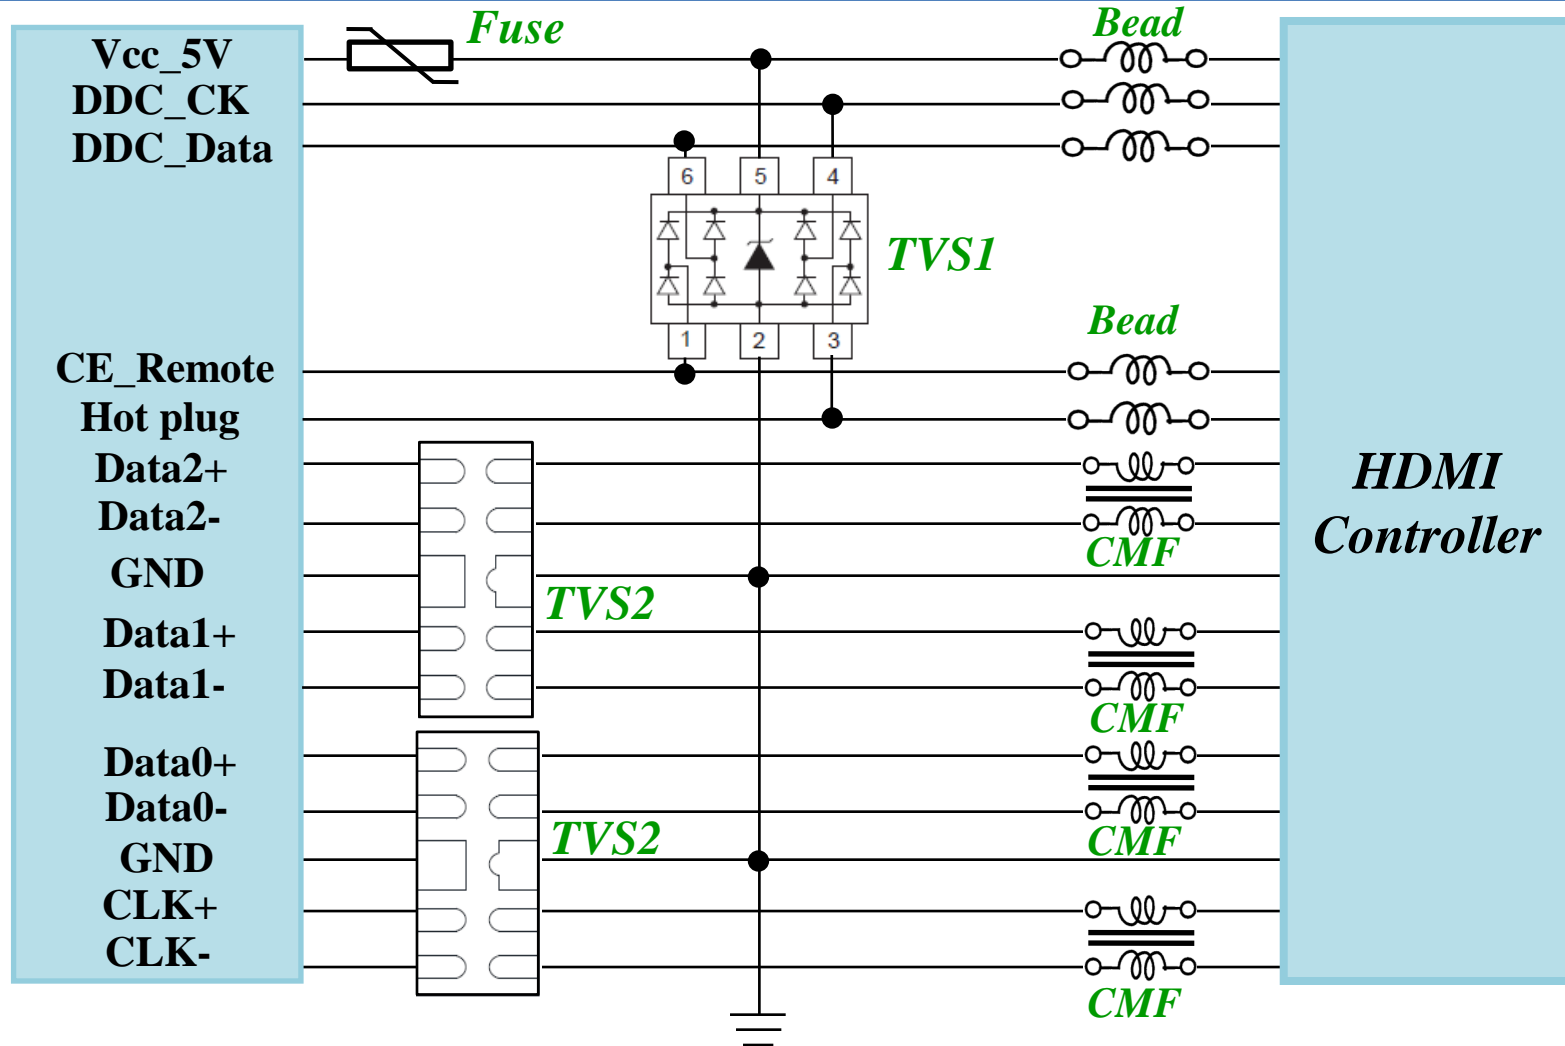 Fuse
Bead
Vcc_5V
DDC_CK
DDC_Data
6 5 4
TVS1
1 2 3
Bead
CE_Remote
Hot plug
Data2+
Data2-
CMF
GND
TVS2
Data1+
Data1-
CMF
Data0+
Data0-
CMF
TVS2
GND
CLK+
CLK-
CMF
HDMI
Controller